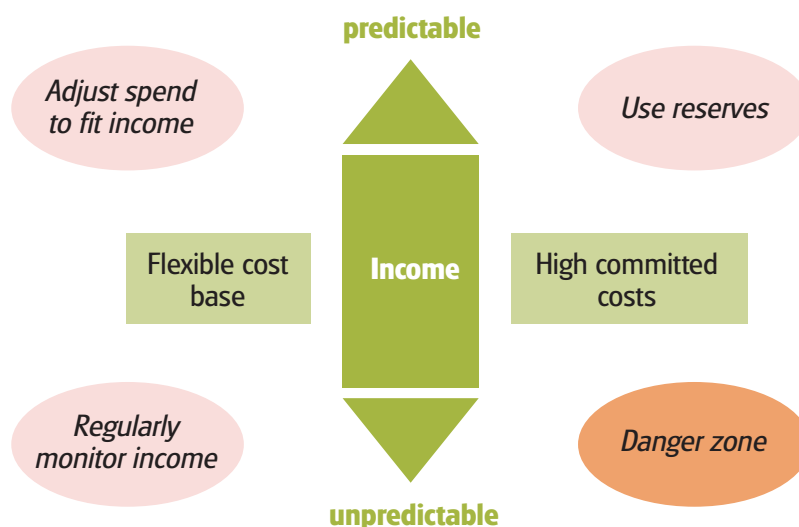 predictable
Adjust spend
to fit income
Use reserves
Flexible cost
base
Income
High committed
costs
Regularly
monitor income
Danger zone
unpredictable